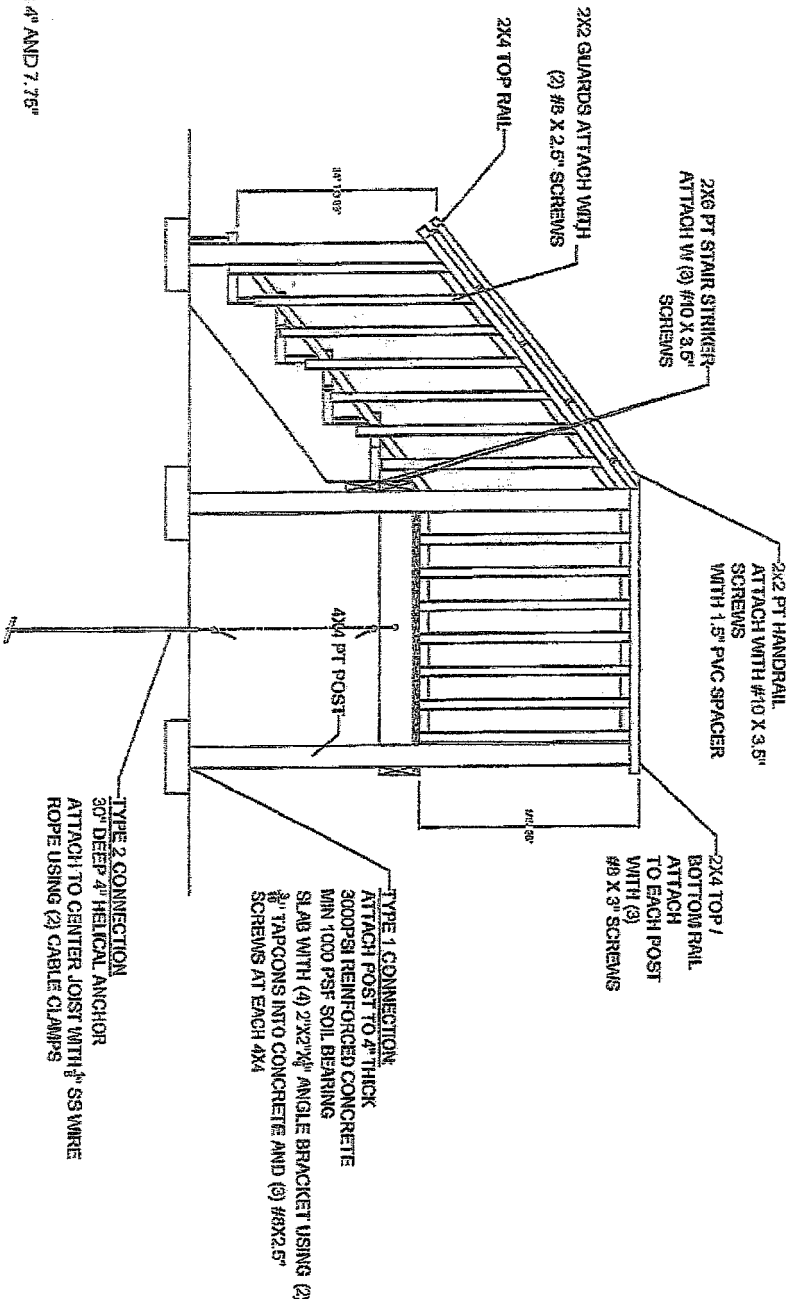 2X2 GUARDS ATTACH WITH
(2) #8 X 2.5" SCREWS
2X4 TOP RAIL
2X6 PT STAIR STRIKER
ATTACH W (3) #10 X 3.5"
SCREWS
2x2 PT HANDRAIL
ATTACH WITH #10 X 3.5"
SCREWS
WITH 1.5" PVC SPACER
2X4 TOP /
BOTTOM RAIL
ATTACH
TO EACH POST
WITH (3)
#8 X 3" SCREWS
4X4 PT POST
TYPE 1 CONNECTION
ATTACH POST TO 4" THICK
3000PSI REINFORCED CONCRETE
MIN 1000 PSF SOIL BEARING
SLAB WITH (4) 2"X2"X ANGLE BRACKET USING (2)
TAPCONS INTO CONCRETE AND (3) #8X2.5"
SCREWS AT EACH 4X4
TYPE 2 CONNECTION
30" DEEP 4" HELICAL ANCHOR
ATTACH TO CENTER JOIST WITH SS WIRE
ROPE USING (2) CABLE CLAMPS
4" AND 7.75"